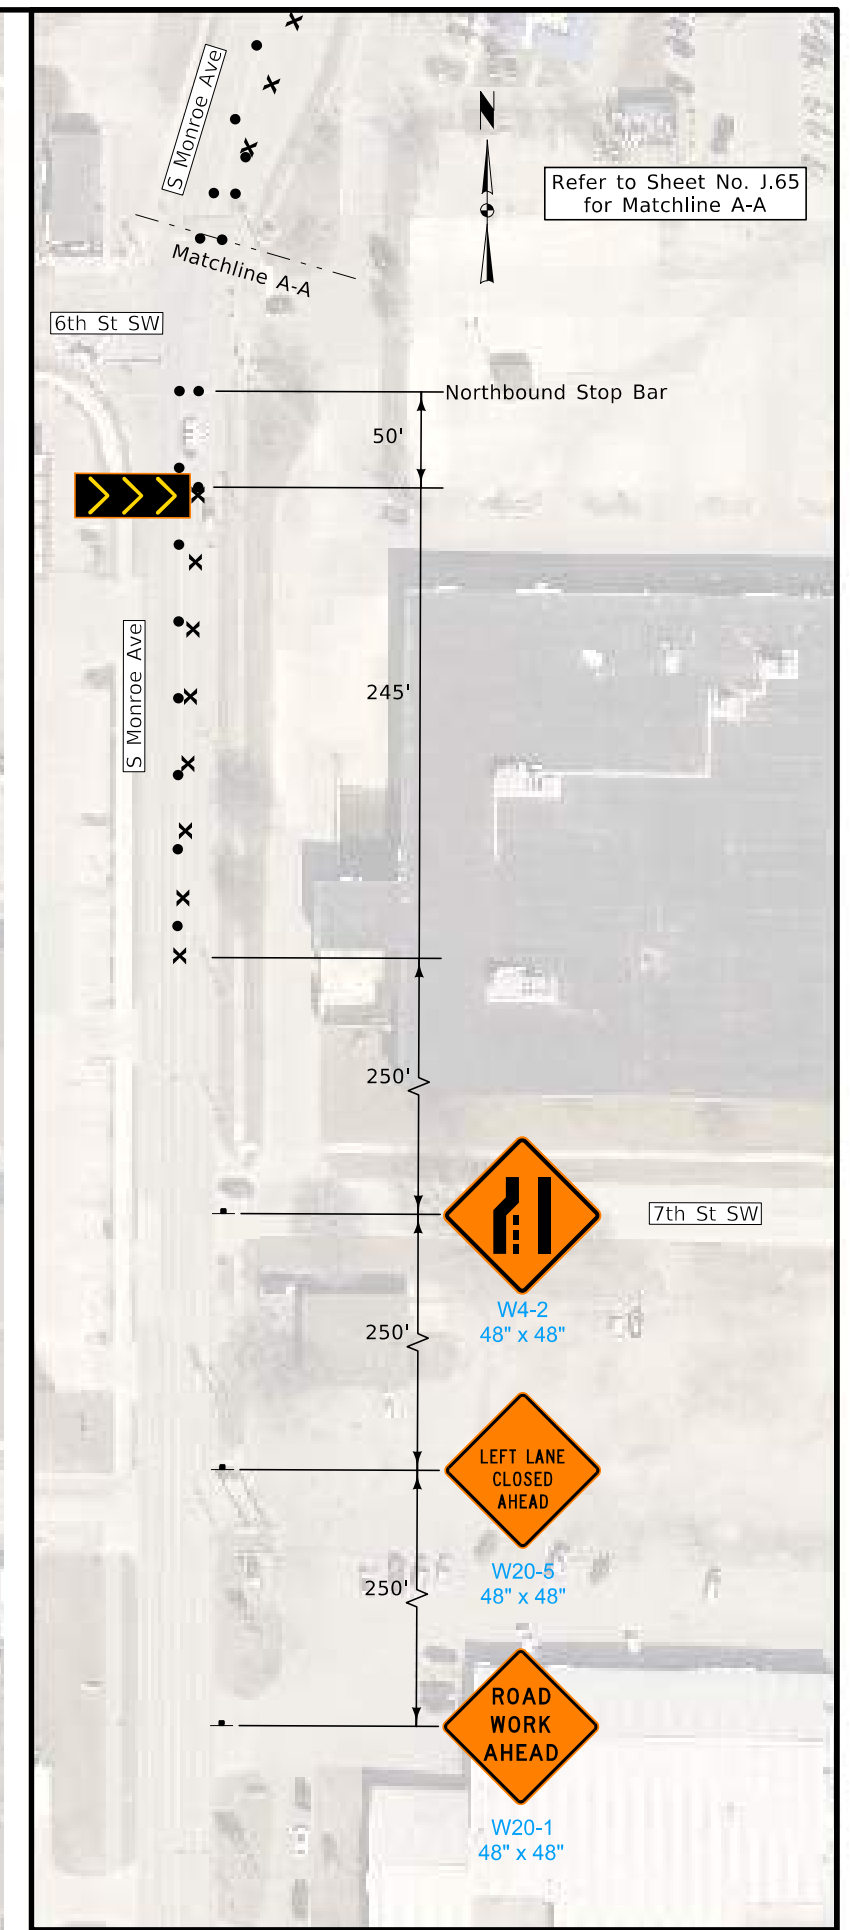 S Monroe Ave
N
Refer to Sheet No. J.65
for Matchline A-A
Matchline A-A
6th St SW
Northbound Stop Bar
50'
S Monroe Ave
245'
250'
7th St SW
W4-2
48" x 48"
250'
LEFT LANE
CLOSED
AHEAD
W20-5
48" x 48"
250'
ROAD
WORK
AHEAD
W20-1
48" x 48"